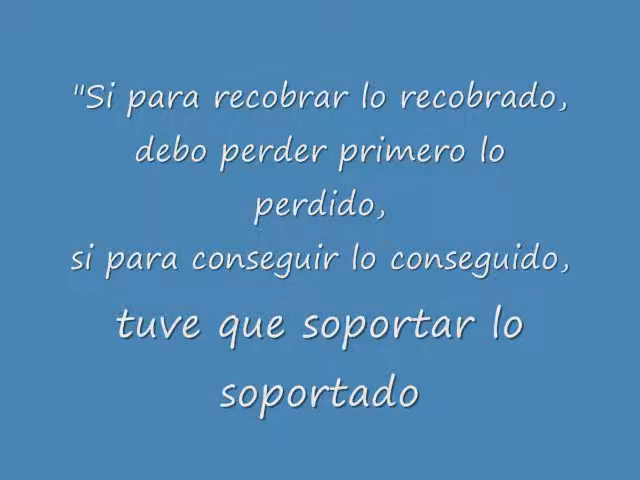 "Si para recobrar lo recobrado,
debo perder primero lo
perdido,
si para conseguir lo conseguido,
tuve que soportar lo
soportado